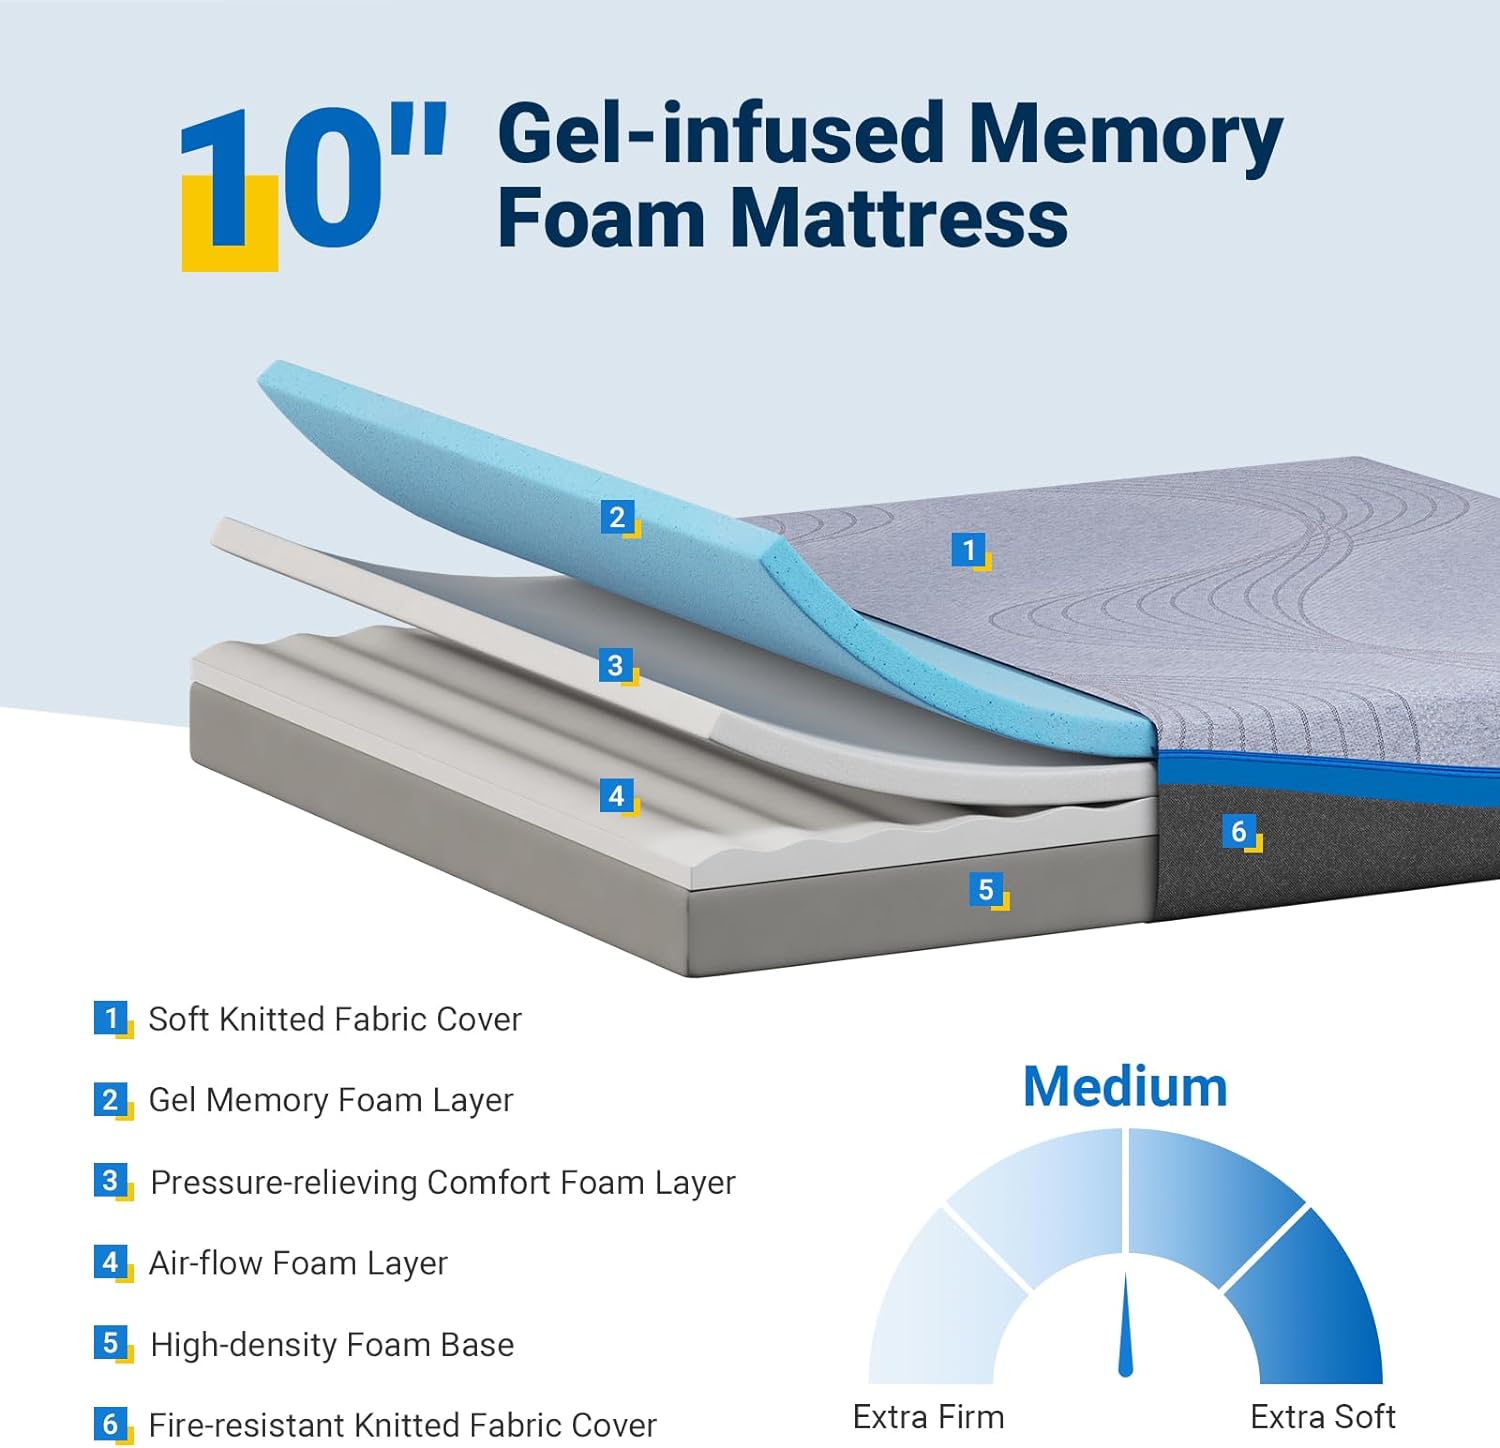 10" Gel-infused Memory
Foam Mattress
2
1
3
4
6
5
1 Soft Knitted Fabric Cover
2 Gel Memory Foam Layer
3 Pressure-relieving Comfort Foam Layer
4 Air-flow Foam Layer
5 High-density Foam Base
6 Fire-resistant Knitted Fabric Cover
Medium
Extra Firm
Extra Soft